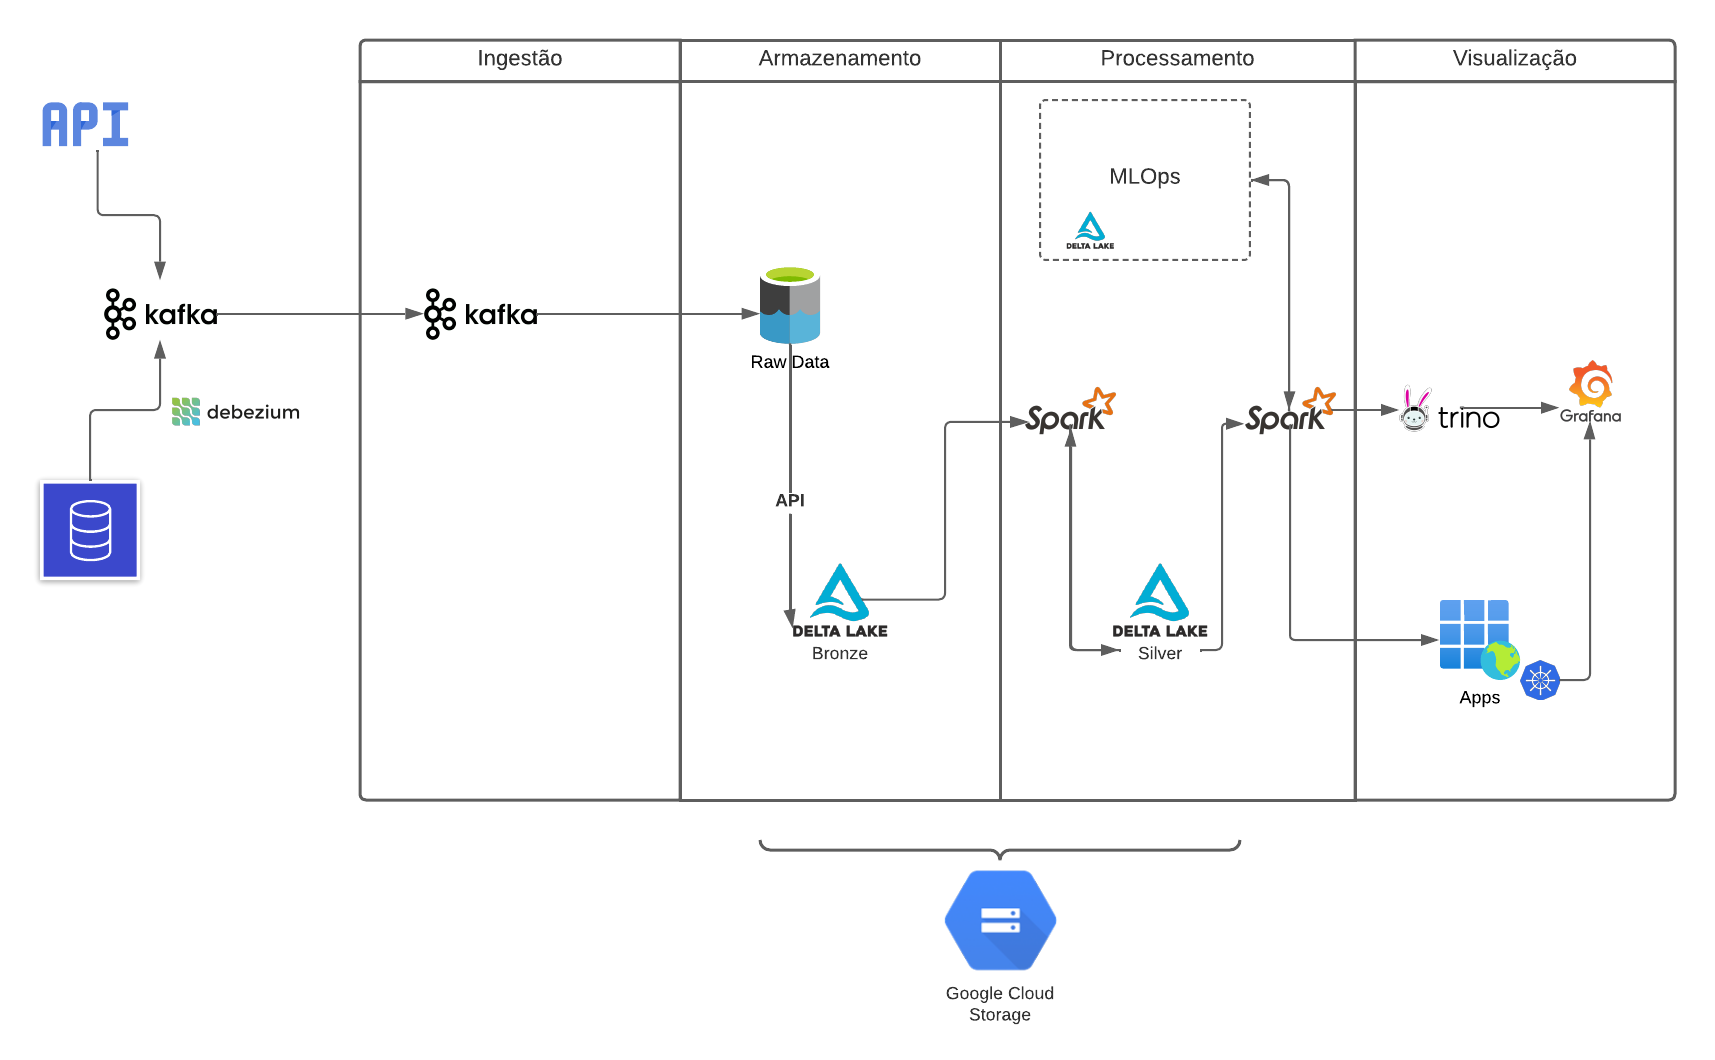 Ingestão
Armazenamento
Processamento
Visualização
API
MLOps
DELTA LAKE
kafka
kafka
Raw Data
debezium
Spark
Spark
trino
Grafana
API
DELTA LAKE
Bronze
DELTA LAKE
Silver
Apps
Google Cloud
Storage